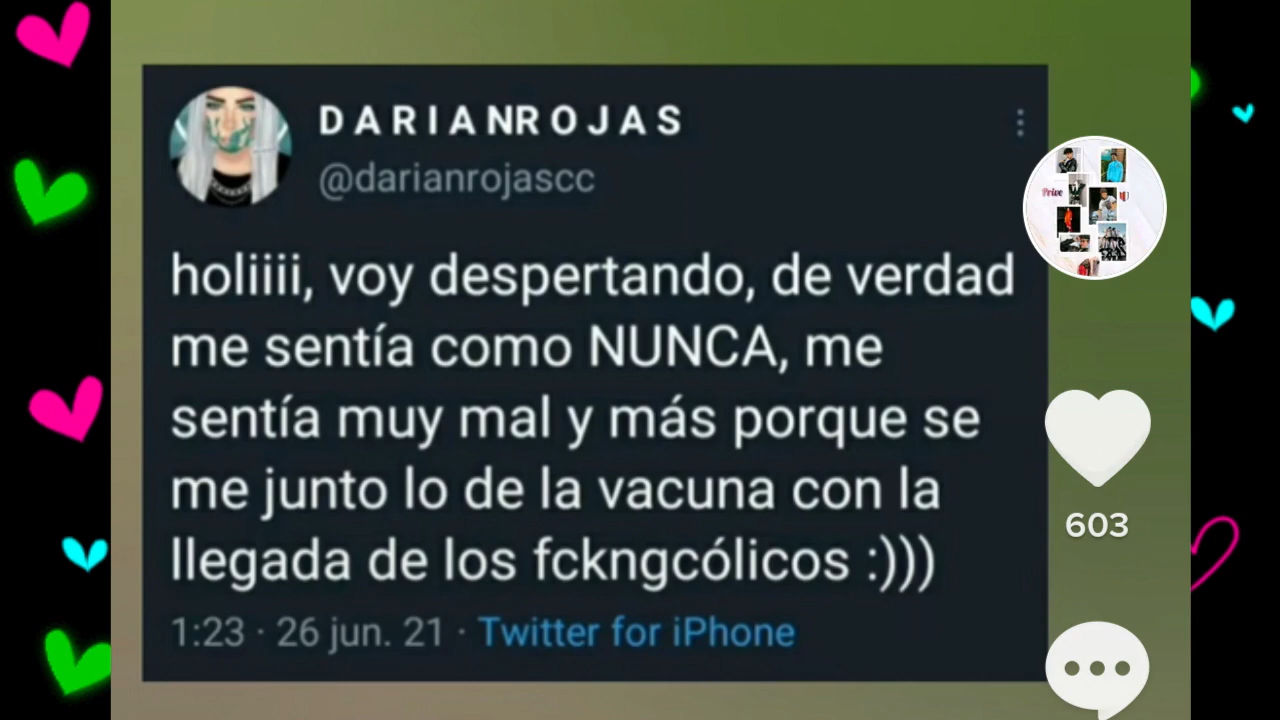 DARIANROJAS
@darianrojascc
holiiii, voy despertando, de verdad
me sentía como NUNCA, me
sentía muy mal y más porque se
me junto lo de la vacuna con la
llegada de los fckngcólicos :)))
1:23 · 26 jun. 21 · Twitter for iPhone
Prive
603